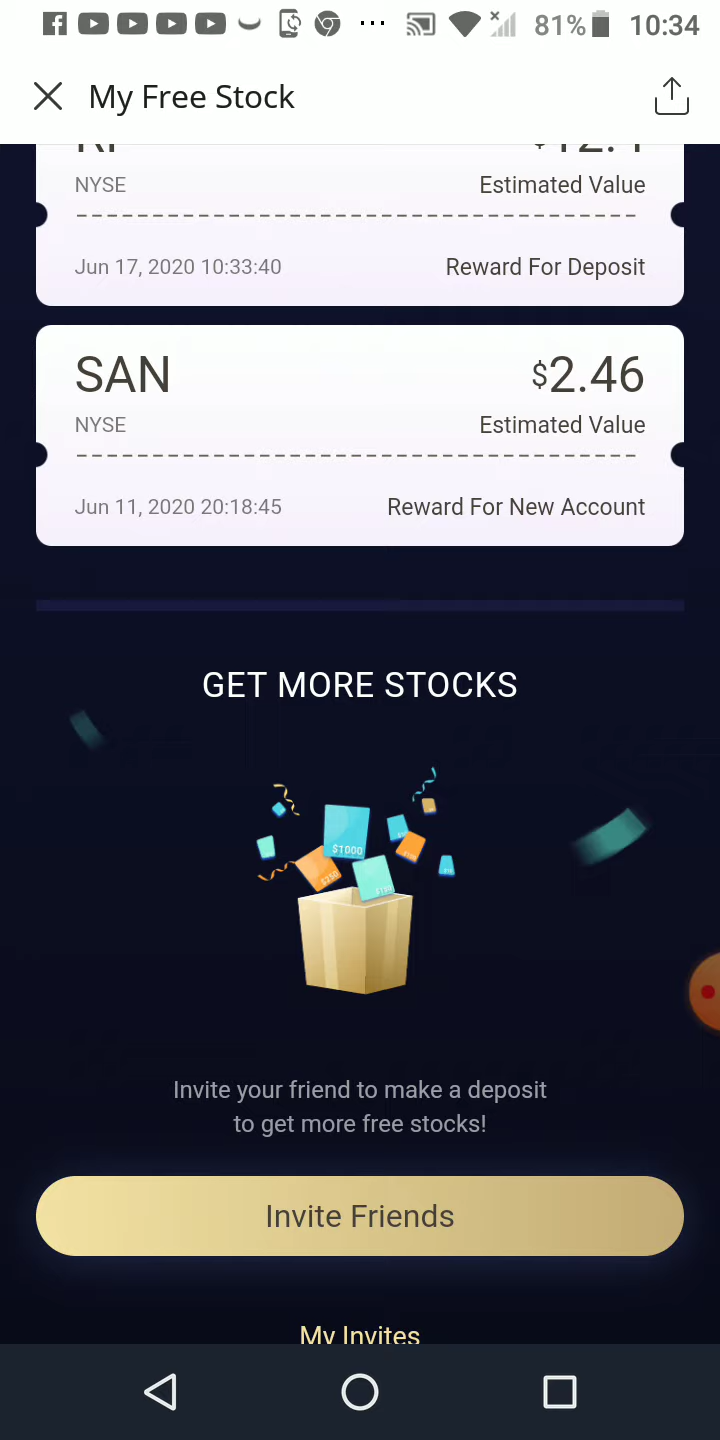 81% 10:34
My Free Stock
NYSE Estimated Value
Jun 17, 2020 10:33:40 Reward For Deposit
SAN $2.46
NYSE Estimated Value
Jun 11, 2020 20:18:45 Reward For New Account
GET MORE STOCKS
$1000
Invite your friend to make a deposit
to get more free stocks!
Invite Friends
My Invites